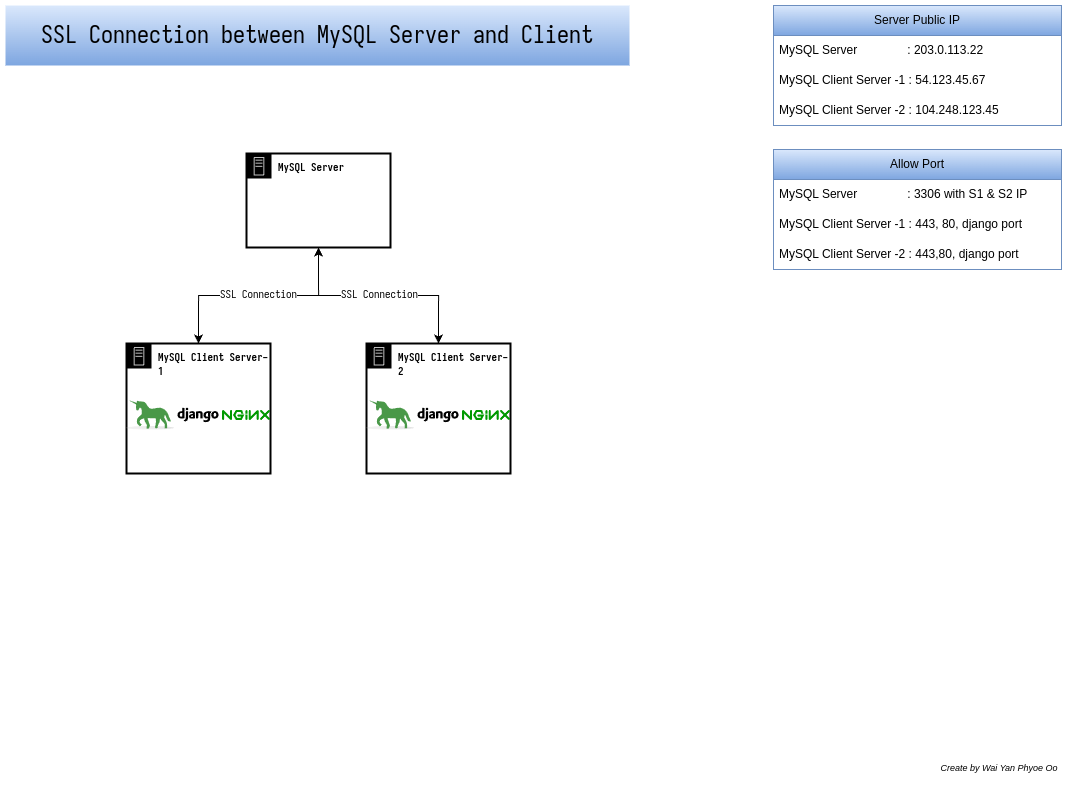 SSL Connection between MySQL Server and Client
Server Public IP
MySQL Server : 203.0.113.22
MySQL Client Server -1 : 54.123.45.67
MySQL Client Server -2 : 104.248.123.45
Allow Port
MySQL Server : 3306 with S1 & S2 IP
MySQL Client Server -1 : 443, 80, django port
MySQL Client Server -2 : 443,80, django port
MySQL Server
SSL Connection
SSL Connection
MySQL Client Server-
1
django NGINX
MySQL Client Server-
2
django NGINX
Create by Wai Yan Phyoe Oo